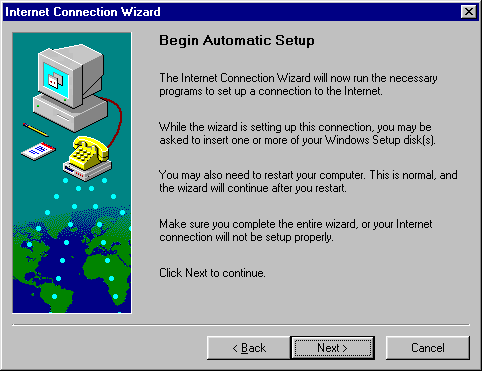 Internet Connection Wizard
Begin Automatic Setup
The Internet Connection Wizard will now run the necessary
programs to set up a connection to the Internet.
While the wizard is setting up this connection, you may be
asked to insert one or more of your Windows Setup disk(s).
You may also need to restart your computer. This is normal, and
the wizard will continue after you restart.
Make sure you complete the entire wizard, or your Internet
connection will not be setup properly.
Click Next to continue.
< Back
Next >
Cancel